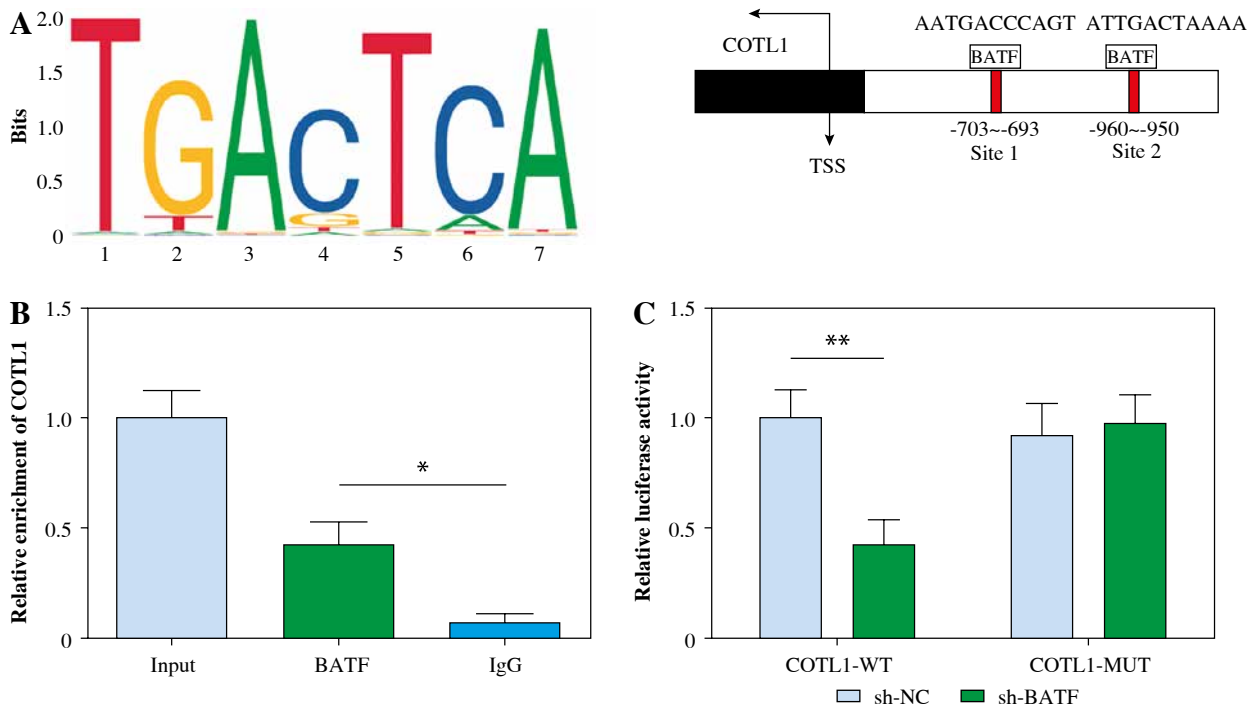 A
Bits
2.0
1.5
1.0
0.5
0
TGACTCA
G
T
A
1 2 3 4 5 6 7
AATGACCCAGT ATTGACTAAAA
COTL1
BATF BATF
-703~-693 -960~-950
Site 1 Site 2
TSS
B
Relative enrichment of COTL1
1.5
1.0
0.5
0
*
Input BATF IgG
C
Relative luciferase activity
1.5
1.0
0.5
0
**
COTL1-WT COTL1-MUT
sh-NC sh-BATF